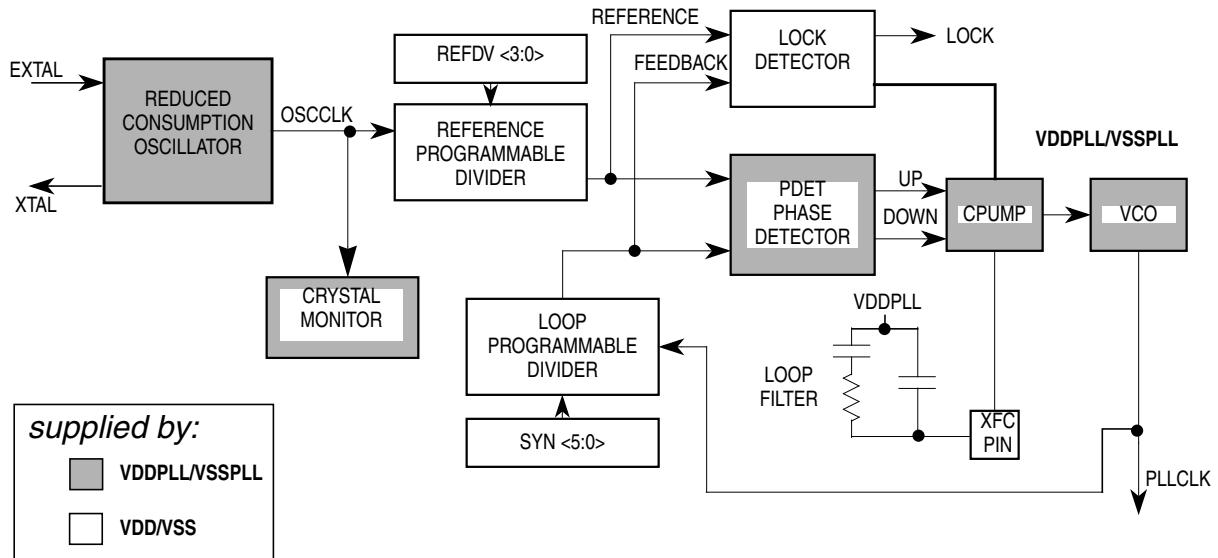 REFERENCE
REFDV <3:0>
LOCK
DETECTOR
LOCK
EXTAL
FEEDBACK
REDUCED
CONSUMPTION
OSCILLATOR
OSCCLK
REFERENCE
PROGRAMMABLE
DIVIDER
VDDPLL/VSSPLL
XTAL
PDET
PHASE
DETECTOR
UP
DOWN
CPUMP
VCO
CRYSTAL
MONITOR
LOOP
PROGRAMMABLE
DIVIDER
VDDPLL
LOOP
FILTER
XFC
PIN
SYN <5:0>
PLLCLK
supplied by:
VDDPLL/VSSPLL
VDD/VSS